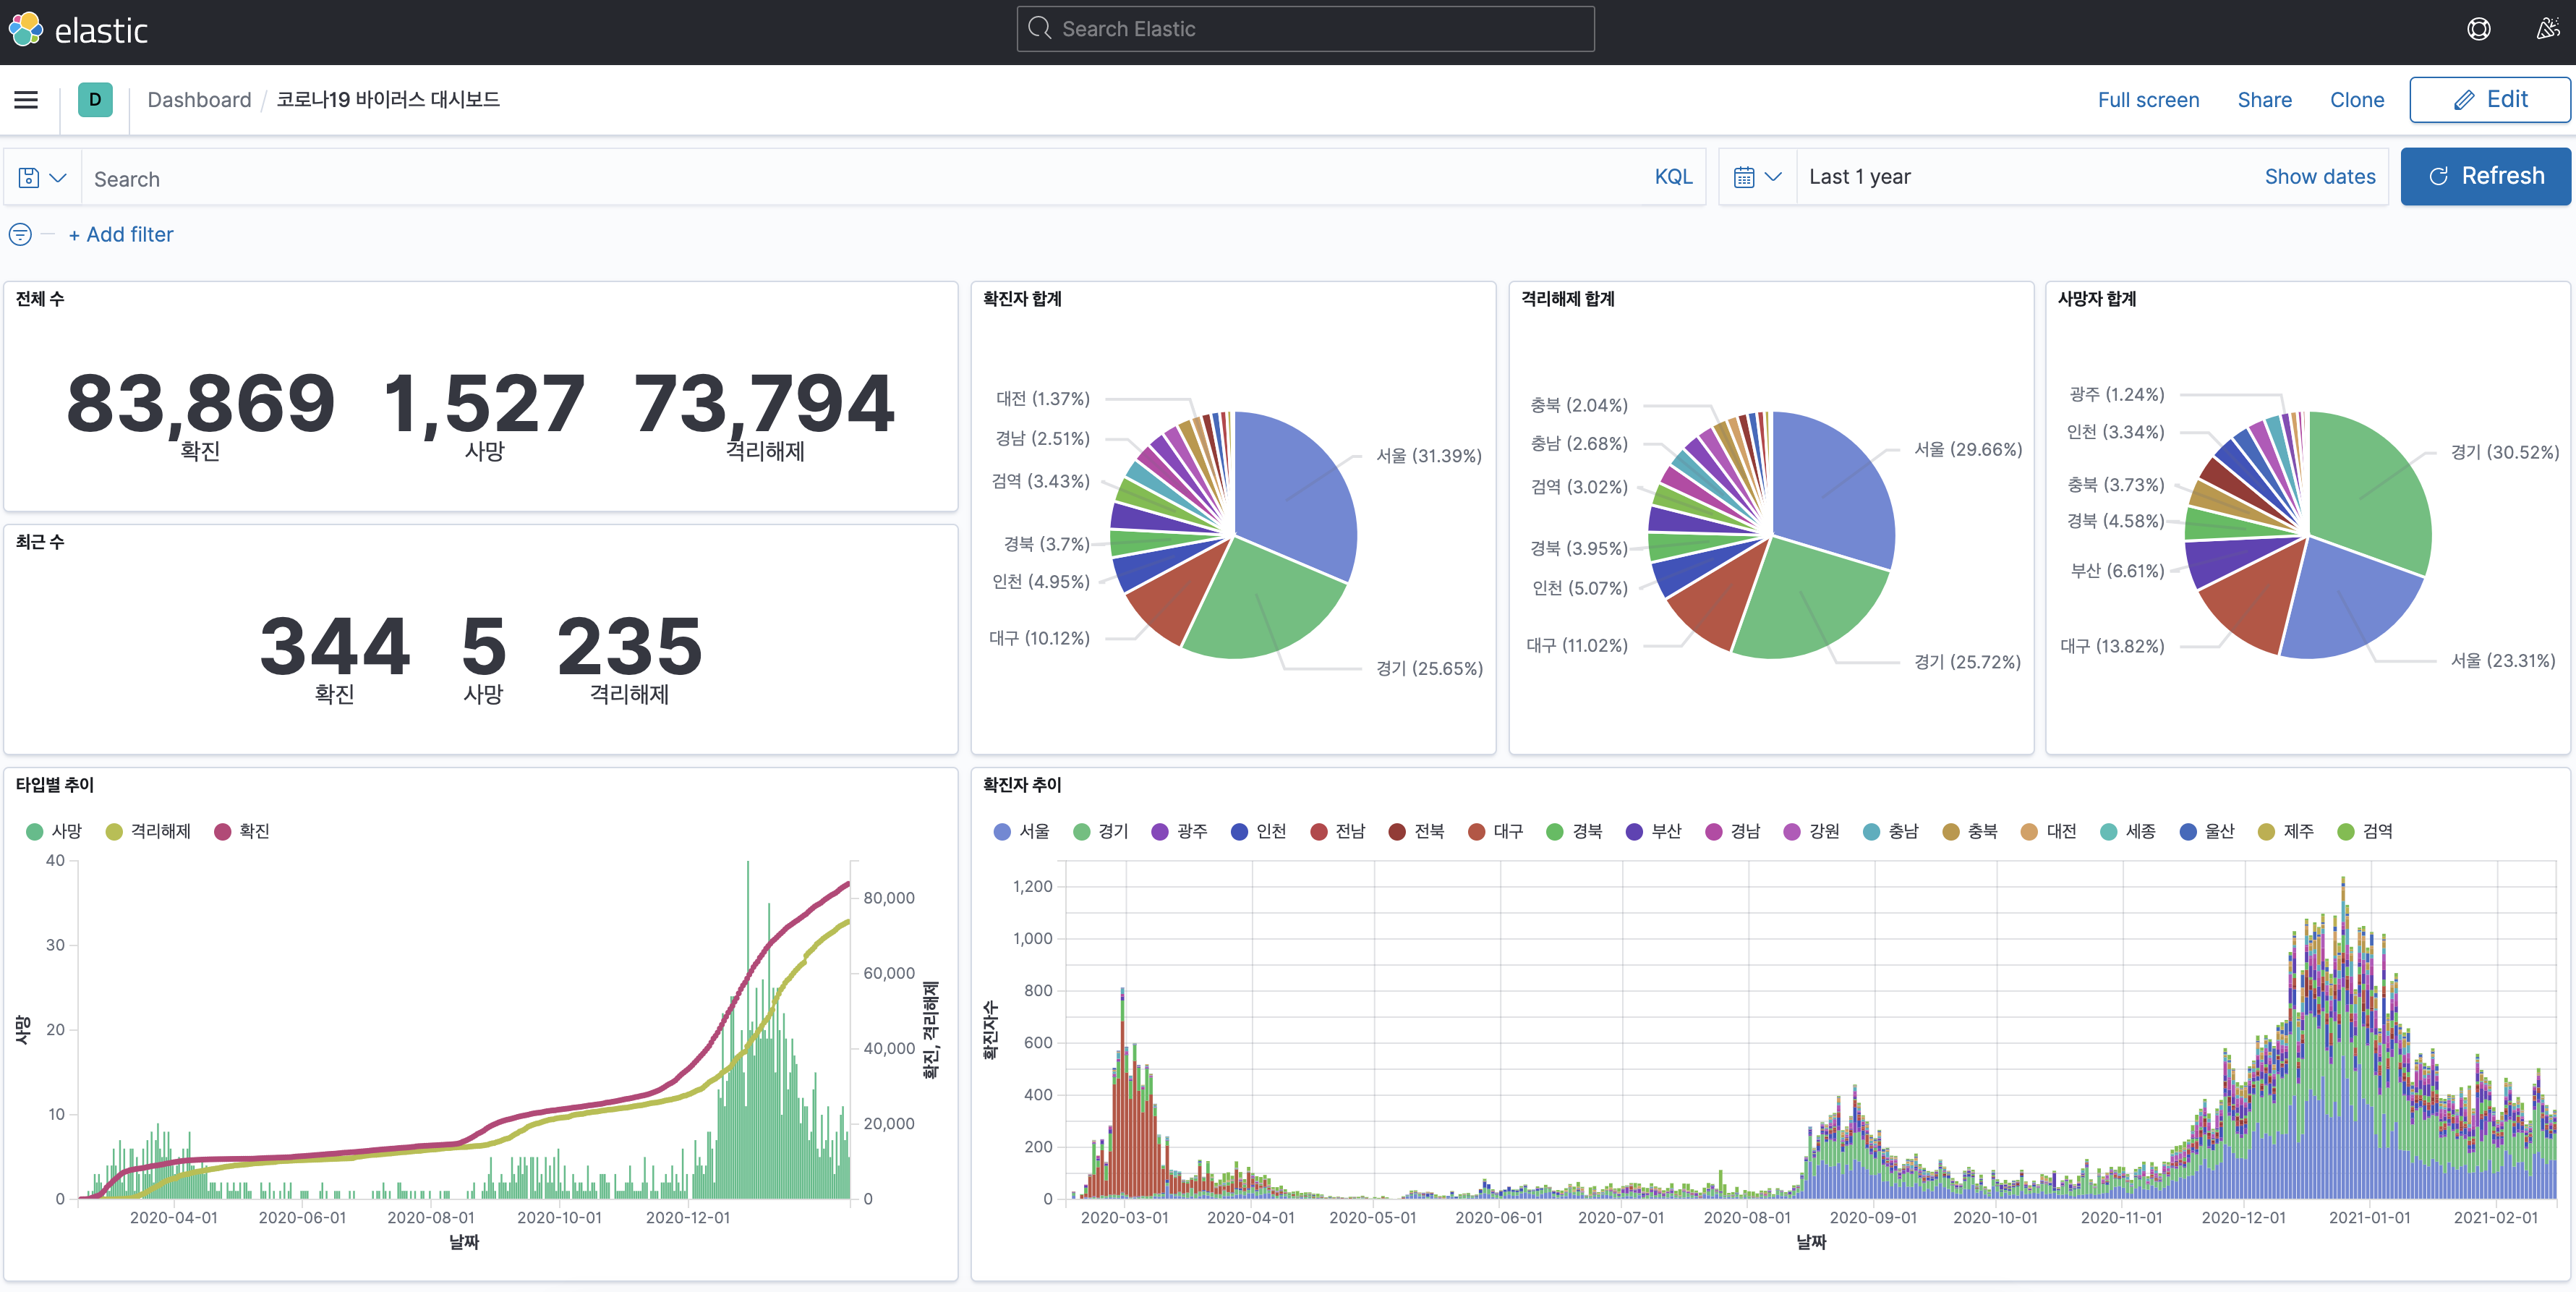 elastic
Search Elastic
D
Dashboard / 코로나19 바이러스 대시보드
Full screen
Share
Clone
Edit
Search
KQL
Last 1 year
Show dates
Refresh
+ Add filter
전체 수
83,869
확진
1,527
사망
73,794
격리해제
최근 수
344
확진
5
사망
235
격리해제
확진자 합계
대전 (1.37%)
경남 (2.51%)
검역 (3.43%)
경북 (3.7%)
인천 (4.95%)
대구 (10.12%)
서울 (31.39%)
경기 (25.65%)
격리해제 합계
충북 (2.04%)
충남 (2.68%)
검역 (3.02%)
경북 (3.95%)
인천 (5.07%)
대구 (11.02%)
서울 (29.66%)
경기 (25.72%)
사망자 합계
광주 (1.24%)
인천 (3.34%)
충북 (3.73%)
경북 (4.58%)
부산 (6.61%)
대구 (13.82%)
경기 (30.52%)
서울 (23.31%)
타입별 추이
사망 격리해제 확진
40
30
20
10
0
사망
80,000
60,000
40,000
20,000
0
확진, 격리해제
2020-04-01 2020-06-01 2020-08-01 2020-10-01 2020-12-01
날짜
확진자 추이
서울 경기 광주 인천 전남 전북 대구 경북 부산 경남 강원 충남 충북 대전 세종 울산 제주 검역
1,200
1,000
800
600
400
200
0
확진자수
2020-03-01 2020-04-01 2020-05-01 2020-06-01 2020-07-01 2020-08-01 2020-09-01 2020-10-01 2020-11-01 2020-12-01 2021-01-01 2021-02-01
날짜